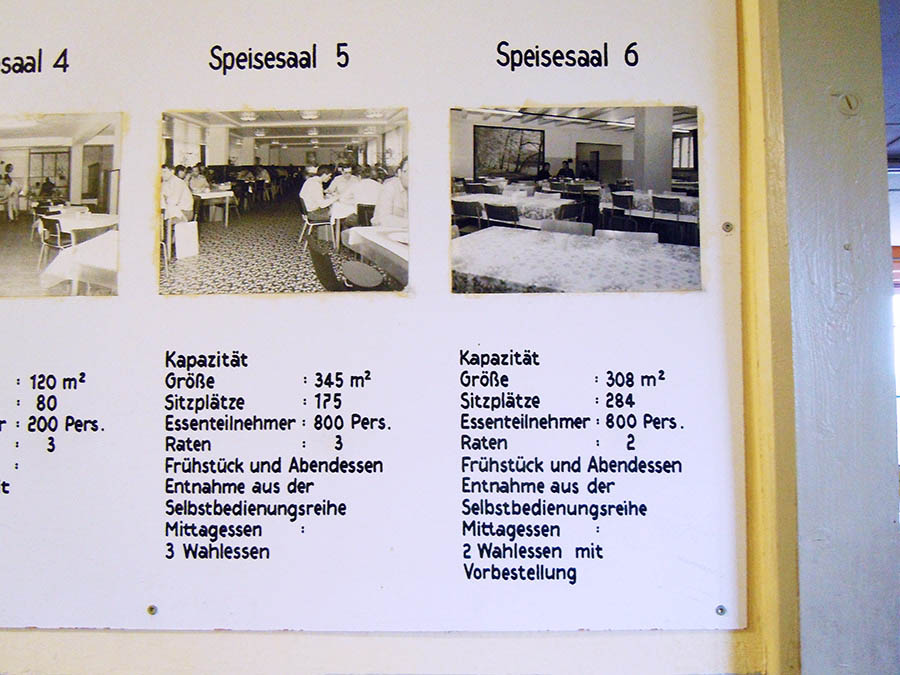 saal 4
: 120 m²
: 80
r : 200 Pers.
: 3
:
it
Speisesaal 5
Kapazität
Größe : 345 m²
Sitzplätze : 175
Essenteilnehmer : 800 Pers.
Raten : 3
Frühstück und Abendessen
Entnahme aus der
Selbstbedienungsreihe
Mittagessen :
3 Wahlessen
Speisesaal 6
Kapazität
Größe : 308 m²
Sitzplätze : 284
Essenteilnehmer : 800 Pers.
Raten : 2
Frühstück und Abendessen
Entnahme aus der
Selbstbedienungsreihe
Mittagessen :
2 Wahlessen mit
Vorbestellung